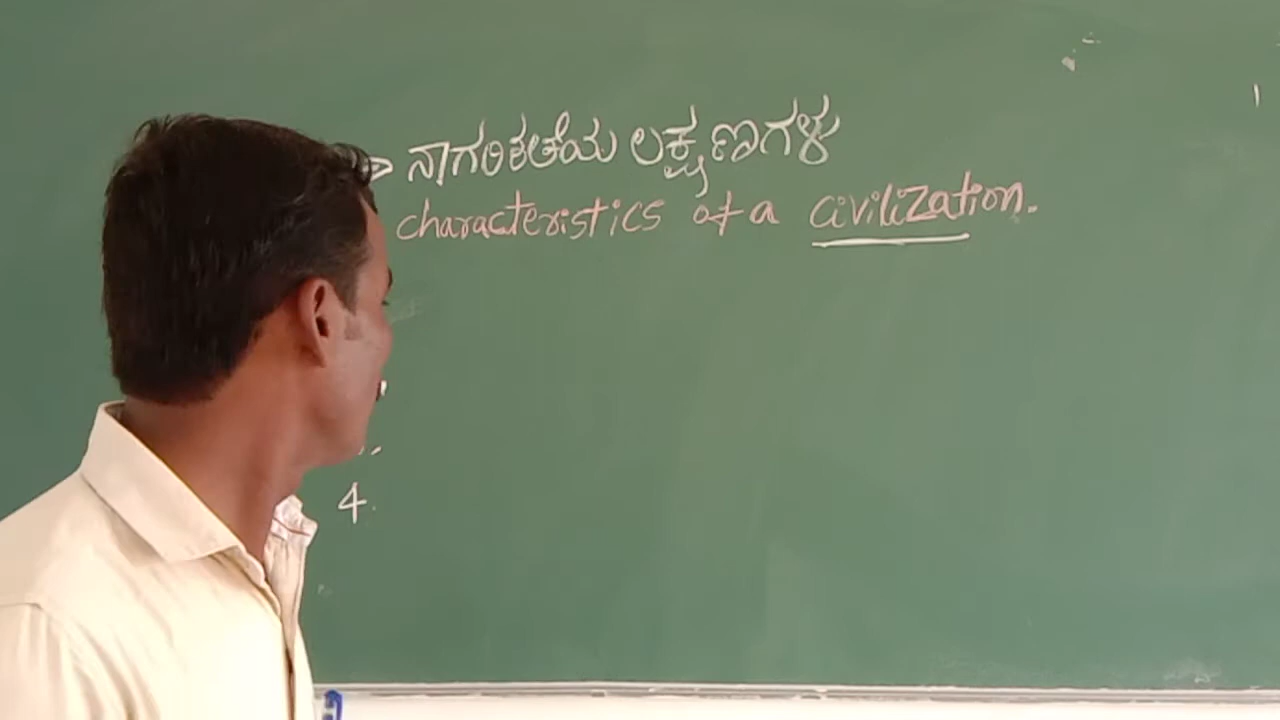 ನಾಗರಿಕತೆಯ ಲಕ್ಷಣಗಳು
characteristics of a civilization.
4.